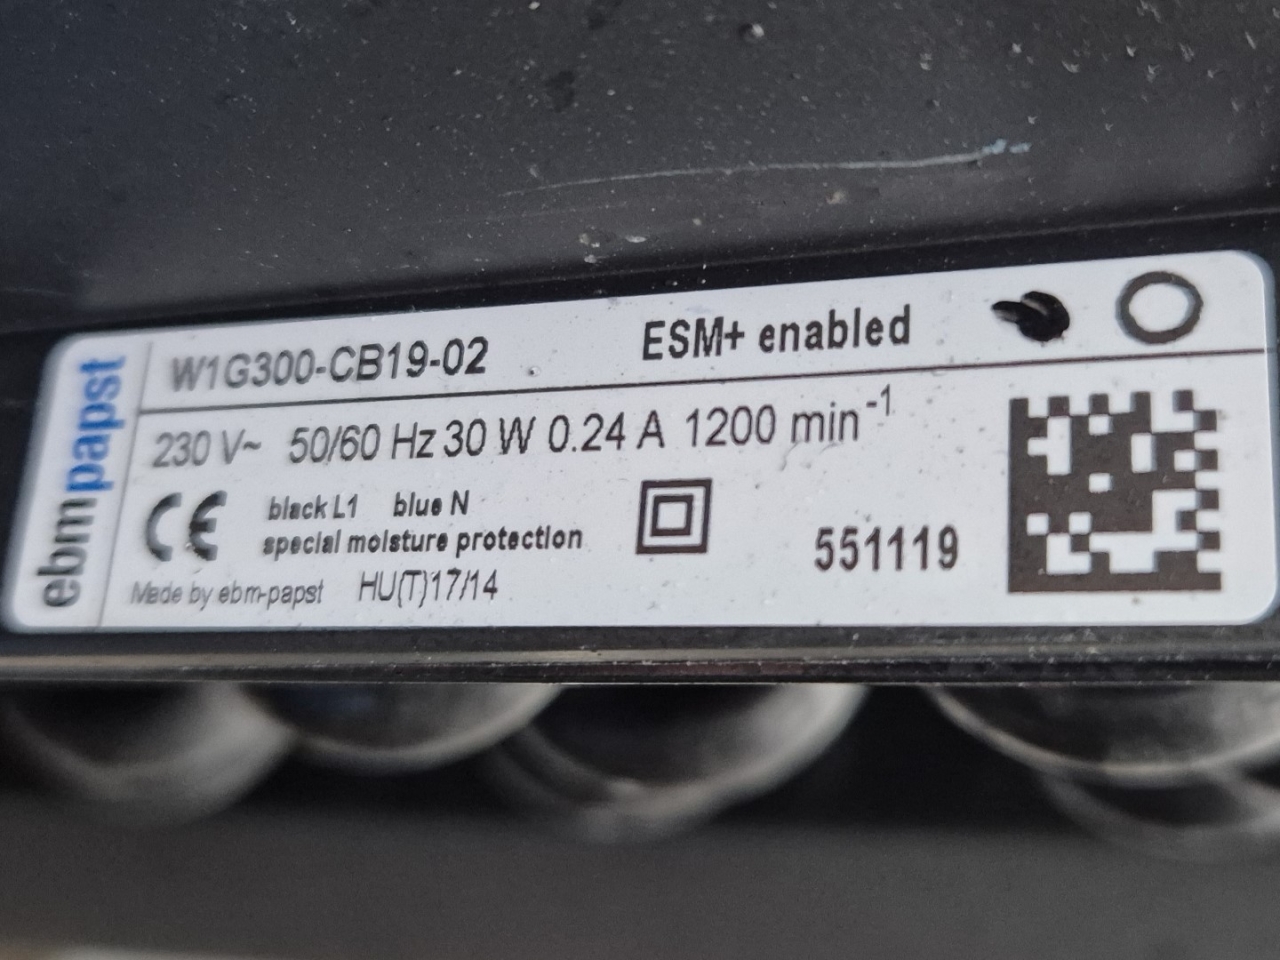 ebmpapst
W1G300-CB19-02 ESM+ enabled
230 V~ 50/60 Hz 30 W 0.24 A 1200 min-1
CE black L1 blue N
special moisture protection
551119
Made by ebm-papst HU(T)17/14